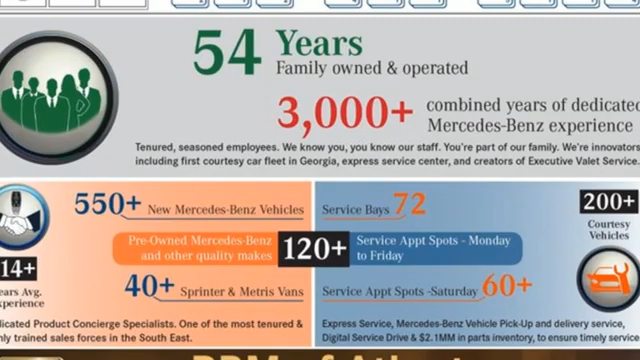 54 Years
Family owned & operated
3,000+ combined years of dedicated
Mercedes-Benz experience
Tenured, seasoned employees. We know you, you know our staff. You're part of our family. We're innovators
including first courtesy car fleet in Georgia, express service center, and creators of Executive Valet Service.
550+ New Mercedes-Benz Vehicles
Pre-Owned Mercedes-Benz
and other quality makes
120+
40+ Sprinter & Metris Vans
14+
ears Avg.
xperience
licated Product Concierge Specialists. One of the most tenured &
hly trained sales forces in the South East.
Service Bays 72
Service Appt Spots - Monday
to Friday
Service Appt Spots -Saturday 60+
200+
Courtesy
Vehicles
Express Service, Mercedes-Benz Vehicle Pick-Up and delivery service,
Digital Service Drive & $2.1MM in parts inventory, to ensure timely service